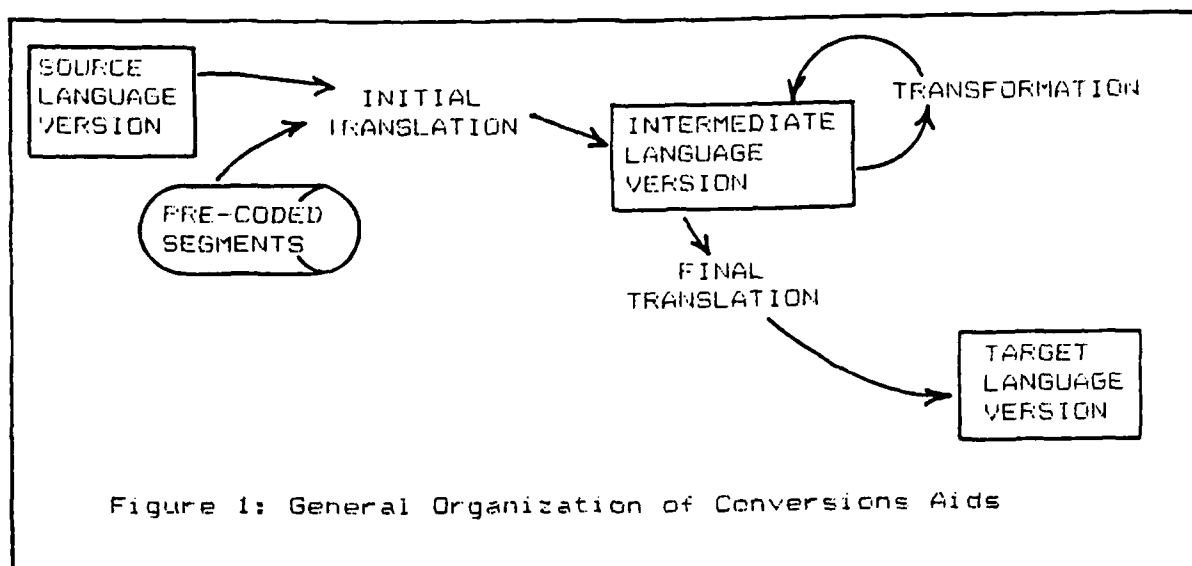 SOURCE
LANGUAGE
VERSION
INITIAL
TRANSLATION
PRE-CODED
SEGMENTS
INTERMEDIATE
LANGUAGE
VERSION
TRANSFORMATION
FINAL
TRANSLATION
TARGET
LANGUAGE
VERSION
Figure 1: General Organization of Conversions Aids